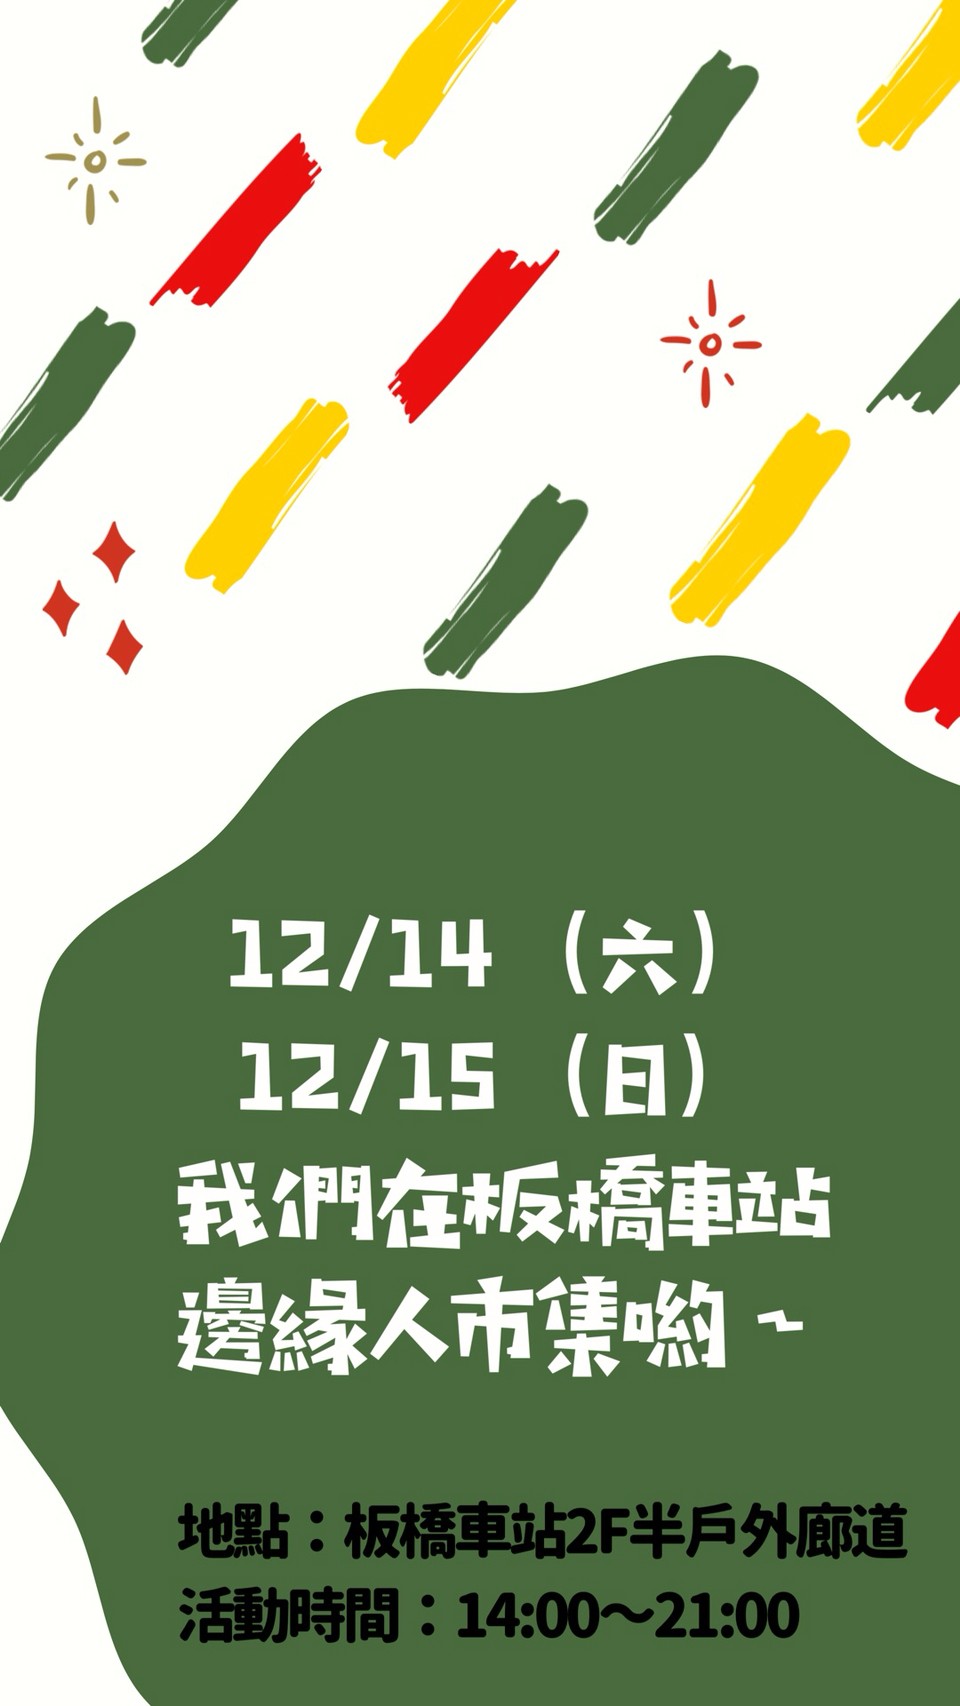 12/14（六）
12/15（日）
我們在板橋車站
邊緣人市集喲~
地點：板橋車站2F半戶外廊道
活動時間：14:00～21:00